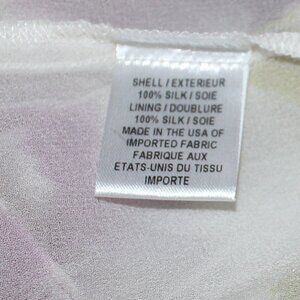 SHELL / EXTERIEUR
100% SILK / SOIE
LINING / DOUBLURE
100% SILK / SOIE
MADE IN THE USA OF
IMPORTED FABRIC
FABRIQUE AUX
ETATS-UNIS DU TISSU
IMPORTE